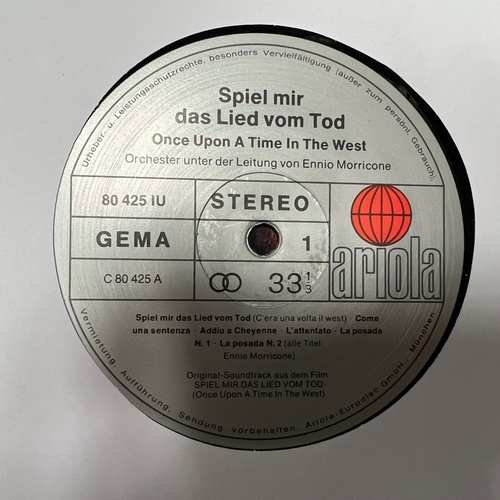 Urheber- u. Leistungsschutzrechte, besonders Vervielfältigung (außer zum persönl. Gebrauch),
Spiel mir
das Lied vom Tod
Once Upon A Time In The West
Orchester unter der Leitung von Ennio Morricone
80 425 IU
STEREO
GEMA
1
C 80 425 A
33 1/3
ariola
Spiel mir das Lied vom Tod (C'era una volta il west) · Come
una sentenza · Addio a Cheyenne · L'attentato · La posada
N. 1 · La posada N. 2 (alle Titel:
Ennio Morricone)
Original-Soundtrack aus dem Film
SPIEL MIR DAS LIED VOM TOD
(Once Upon A Time In The West)
Vermietung, Aufführung, Sendung vorbehalten. Ariola-Eurodisc GmbH, München